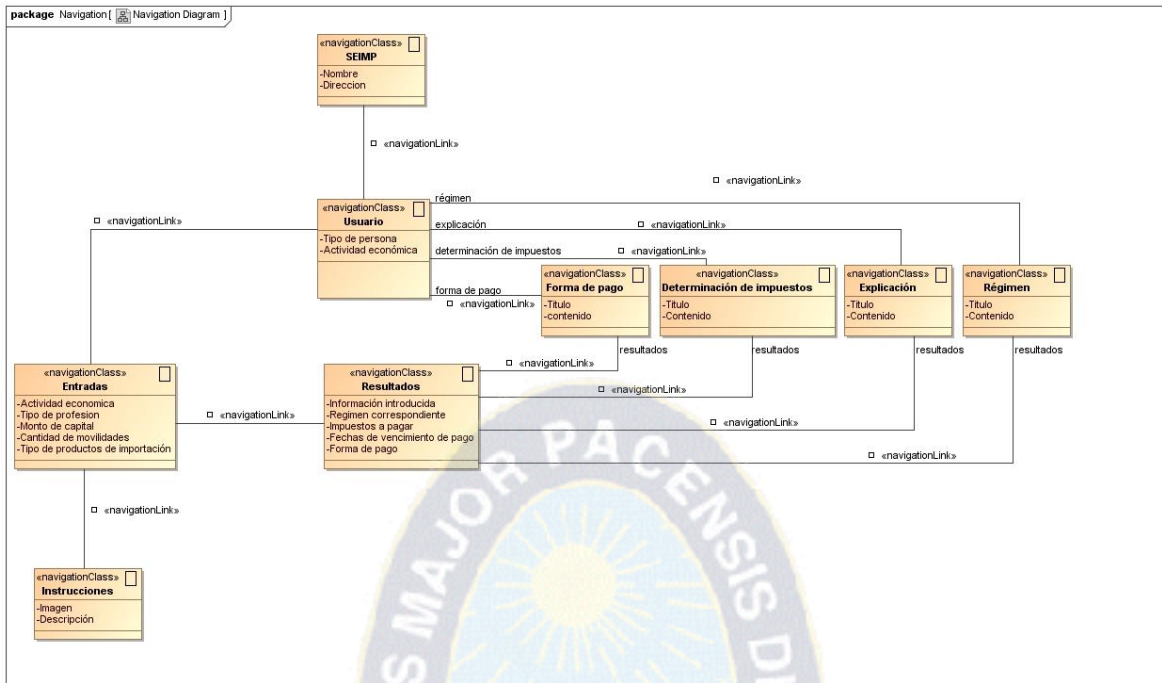 package Navigation [ Navigation Diagram ]
«navigationClass»
SEIMP
-Nombre
-Direccion
«navigationLink»
«navigationLink»
régimen
«navigationClass»
Usuario
-Tipo de persona
-Actividad económica
«navigationLink»
explicación
«navigationLink»
determinación de impuestos
«navigationLink»
forma de pago
«navigationLink»
«navigationClass»
Forma de pago
-Titulo
-contenido
«navigationClass»
Determinación de impuestos
-Titulo
-Contenido
«navigationClass»
Explicación
-Titulo
-Contenido
«navigationClass»
Régimen
-Titulo
-Contenido
resultados
resultados
resultados
resultados
«navigationClass»
Entradas
-Actividad economica
-Tipo de profesion
-Monto de capital
-Cantidad de movilidades
-Tipo de productos de importación
«navigationLink»
«navigationClass»
Resultados
-Información introducida
-Regimen correspondiente
-Impuestos a pagar
-Fechas de vencimiento de pago
-Forma de pago
«navigationLink»
«navigationLink»
«navigationLink»
«navigationLink»
«navigationLink»
«navigationClass»
Instrucciones
-Imagen
-Descripción
S MAJOR PACENSIS DI